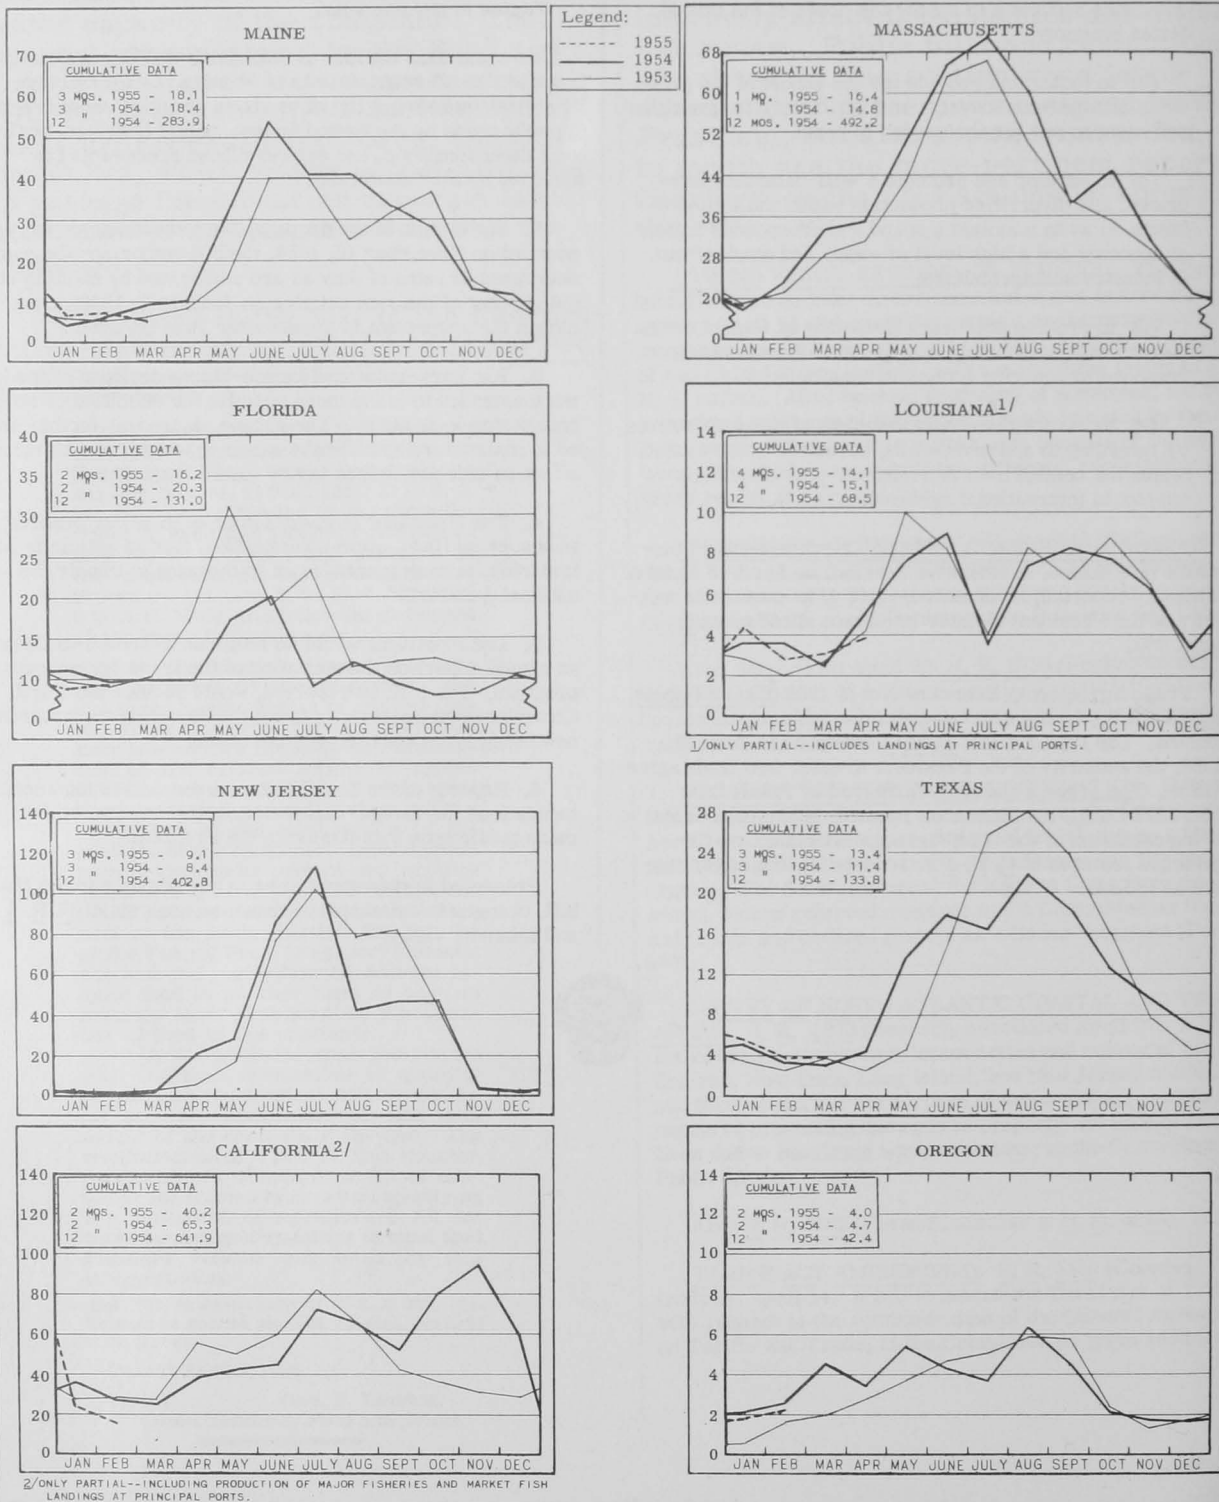 MAINE
70
60
50
40
30
20
10
0
CUMULATIVE DATA
3 MOS. 1955 - 18.1
3 " 1954 - 18.4
12 " 1954 - 283.9
JAN FEB MAR APR MAY JUNE JULY AUG SEPT OCT NOV DEC
Legend:
1955
1954
1953
MASSACHUSETTS
68
60
52
44
36
28
20
0
CUMULATIVE DATA
1 MO. 1955 - 16.4
1 " 1954 - 14.8
12 MOS. 1954 - 492.2
JAN FEB MAR APR MAY JUNE JULY AUG SEPT OCT NOV DEC
FLORIDA
40
35
30
25
20
15
10
0
CUMULATIVE DATA
2 MOS. 1955 - 16.2
2 " 1954 - 20.3
12 " 1954 - 131.0
JAN FEB MAR APR MAY JUNE JULY AUG SEPT OCT NOV DEC
LOUISIANA 1/
14
12
10
8
6
4
2
0
CUMULATIVE DATA
4 MOS. 1955 - 14.1
4 " 1954 - 15.1
12 " 1954 - 68.5
JAN FEB MAR APR MAY JUNE JULY AUG SEPT OCT NOV DEC
1/ONLY PARTIAL--INCLUDES LANDINGS AT PRINCIPAL PORTS.
NEW JERSEY
140
120
100
80
60
40
20
0
CUMULATIVE DATA
3 MOS. 1955 - 9.1
3 " 1954 - 8.4
12 " 1954 - 402.8
JAN FEB MAR APR MAY JUNE JULY AUG SEPT OCT NOV DEC
TEXAS
28
24
20
16
12
8
4
0
CUMULATIVE DATA
3 MOS. 1955 - 13.4
3 " 1954 - 11.4
12 " 1954 - 133.8
JAN FEB MAR APR MAY JUNE JULY AUG SEPT OCT NOV DEC
CALIFORNIA 2/
140
120
100
80
60
40
20
0
CUMULATIVE DATA
2 MOS. 1955 - 40.2
2 " 1954 - 65.3
12 " 1954 - 641.9
JAN FEB MAR APR MAY JUNE JULY AUG SEPT OCT NOV DEC
2/ONLY PARTIAL--INCLUDING PRODUCTION OF MAJOR FISHERIES AND MARKET FISH
LANDINGS AT PRINCIPAL PORTS.
OREGON
14
12
10
8
6
4
2
0
CUMULATIVE DATA
2 MOS. 1955 - 4.0
2 " 1954 - 4.7
12 " 1954 - 42.4
JAN FEB MAR APR MAY JUNE JULY AUG SEPT OCT NOV DEC